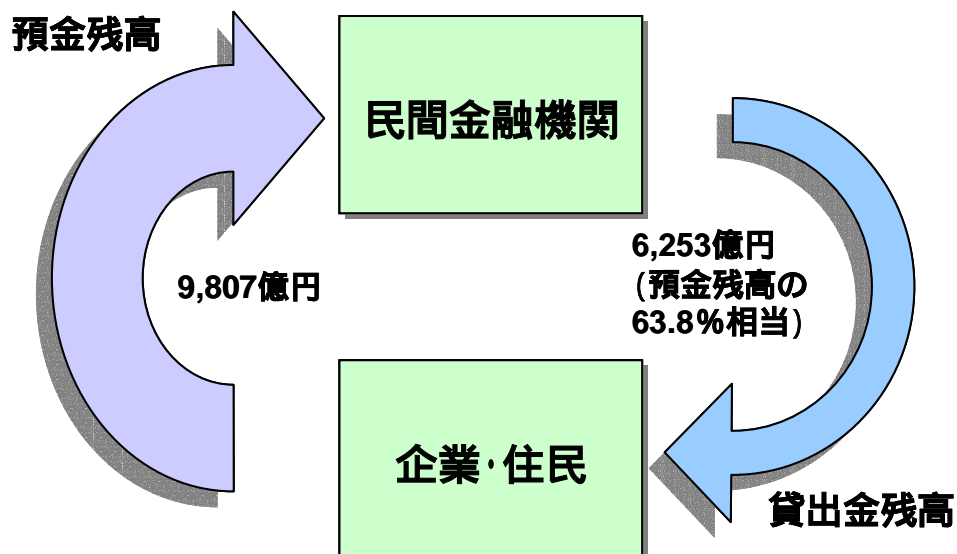 預金残高
民間金融機関
9,807億円
6,253億円
(預金残高の
63.8%相当)
企業・住民
貸出金残高